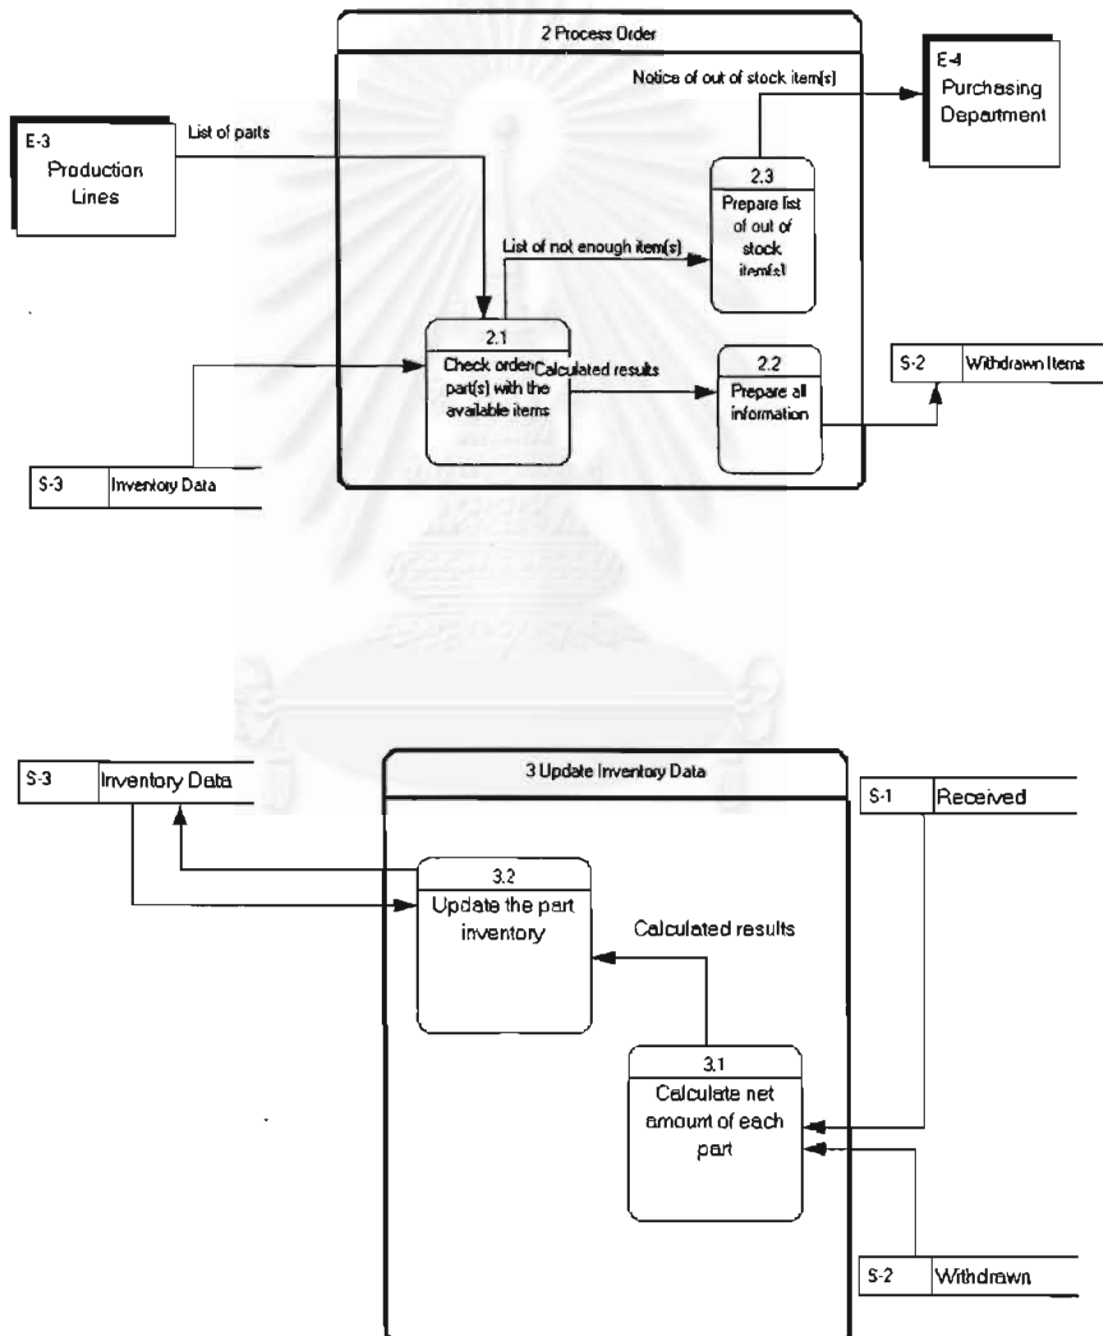 2 Process Order
Notice of out of stock item(s)
E-4
Purchasing
Department
List of parts
E-3
Production
Lines
2.3
Prepare list
of out of
stock
item(s)
List of not enough item(s)
2.1
Check order
part(s) with the
available items
Calculated results
2.2
Prepare all
information
S-2 Withdrawn Items
S-3 Inventory Data
S-3 Inventory Data
3 Update Inventory Data
S-1 Received
3.2
Update the part
inventory
Calculated results
3.1
Calculate net
amount of each
part
S-2 Withdrawn